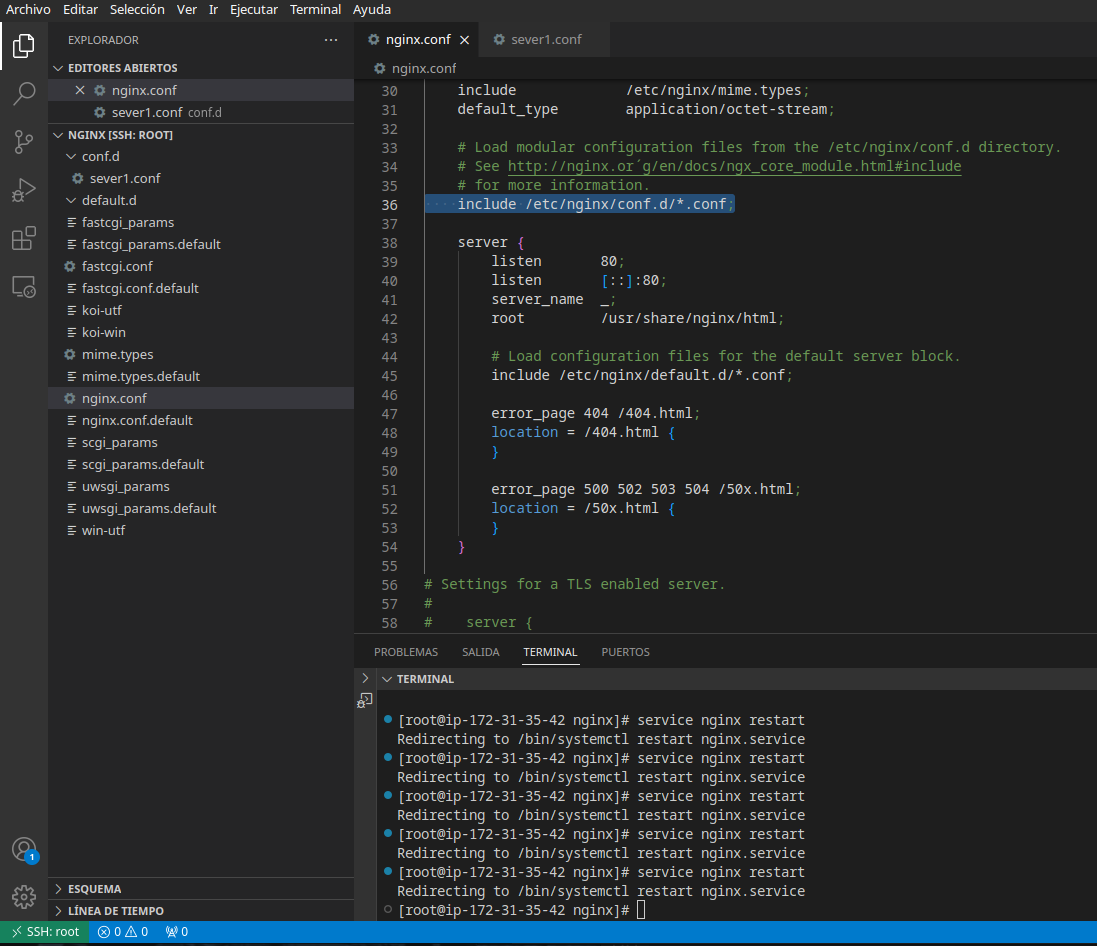 Archivo Editar Selección Ver Ir Ejecutar Terminal Ayuda
EXPLORADOR ···
EDITORES ABIERTOS
nginx.conf
sever1.conf conf.d
NGINX [SSH: ROOT]
conf.d
sever1.conf
default.d
fastcgi_params
fastcgi_params.default
fastcgi.conf
fastcgi.conf.default
koi-utf
koi-win
mime.types
mime.types.default
nginx.conf
nginx.conf.default
scgi_params
scgi_params.default
uwsgi_params
uwsgi_params.default
win-utf
ESQUEMA
LÍNEA DE TIEMPO
nginx.conf sever1.conf
nginx.conf
30 include /etc/nginx/mime.types;
31 default_type application/octet-stream;
32
33 # Load modular configuration files from the /etc/nginx/conf.d directory.
34 # See http://nginx.or´g/en/docs/ngx_core_module.html#include
35 # for more information.
36 include /etc/nginx/conf.d/*.conf;
37
38 server {
39 listen 80;
40 listen [::]:80;
41 server_name _;
42 root /usr/share/nginx/html;
43
44 # Load configuration files for the default server block.
45 include /etc/nginx/default.d/*.conf;
46
47 error_page 404 /404.html;
48 location = /404.html {
49 }
50
51 error_page 500 502 503 504 /50x.html;
52 location = /50x.html {
53 }
54 }
55
56 # Settings for a TLS enabled server.
57 #
58 # server {
PROBLEMAS SALIDA TERMINAL PUERTOS
TERMINAL
[root@ip-172-31-35-42 nginx]# service nginx restart
Redirecting to /bin/systemctl restart nginx.service
[root@ip-172-31-35-42 nginx]# service nginx restart
Redirecting to /bin/systemctl restart nginx.service
[root@ip-172-31-35-42 nginx]# service nginx restart
Redirecting to /bin/systemctl restart nginx.service
[root@ip-172-31-35-42 nginx]# service nginx restart
Redirecting to /bin/systemctl restart nginx.service
[root@ip-172-31-35-42 nginx]# service nginx restart
Redirecting to /bin/systemctl restart nginx.service
[root@ip-172-31-35-42 nginx]#
1
SSH: root 0 0 0